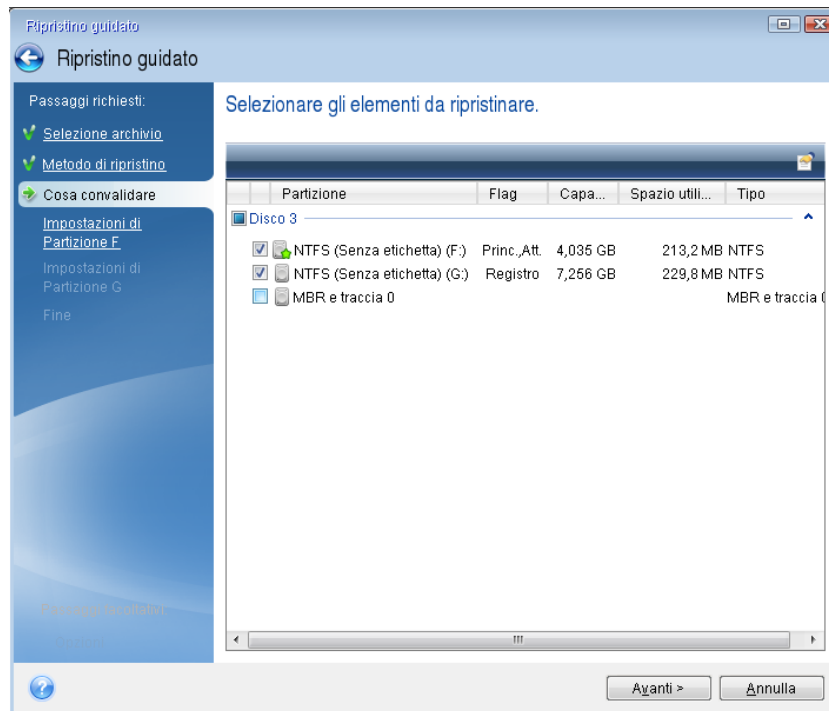 Ripristino guidato
Ripristino guidato
Passaggi richiesti:
Selezione archivio
Metodo di ripristino
Cosa convalidare
Impostazioni di
Partizione F
Impostazioni di
Partizione G
Fine
Selezionare gli elementi da ripristinare.
Partizione Flag Capa... Spazio utili... Tipo
Disco 3
NTFS (Senza etichetta) (F:) Princ.,Att. 4,035 GB 213,2 MB NTFS
NTFS (Senza etichetta) (G:) Registro 7,256 GB 229,8 MB NTFS
MBR e traccia 0 MBR e traccia
Passaggi facoltativi:
Avanti > Annulla